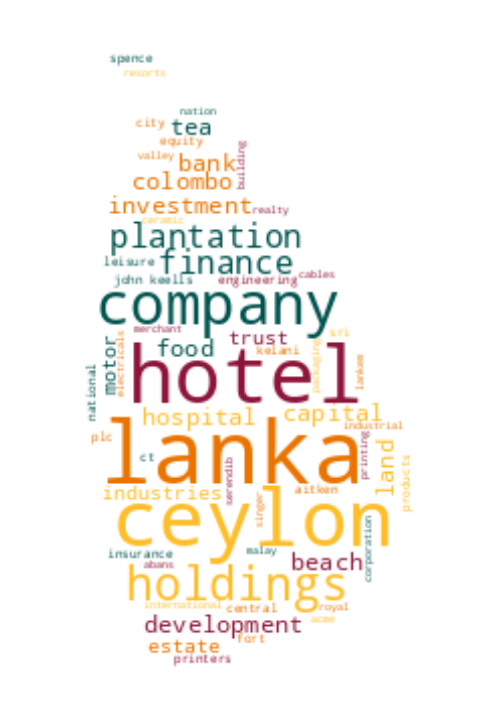 spence
resorts
nation
city tea
equity
valley bank building
colombo
investment realty
ceramic
plantation
leisure finance
john keells engineering cables
company
merchant trust sri
food kelani
motor electricals hotel packaging lankem
national
hospital capital
industrial
plc lanka printing land
ct
serendib
industries aitken products
singer
ceylon corporation
insurance malay
abans beach
holdings
international central royal
acme
development
fort
estate
printers